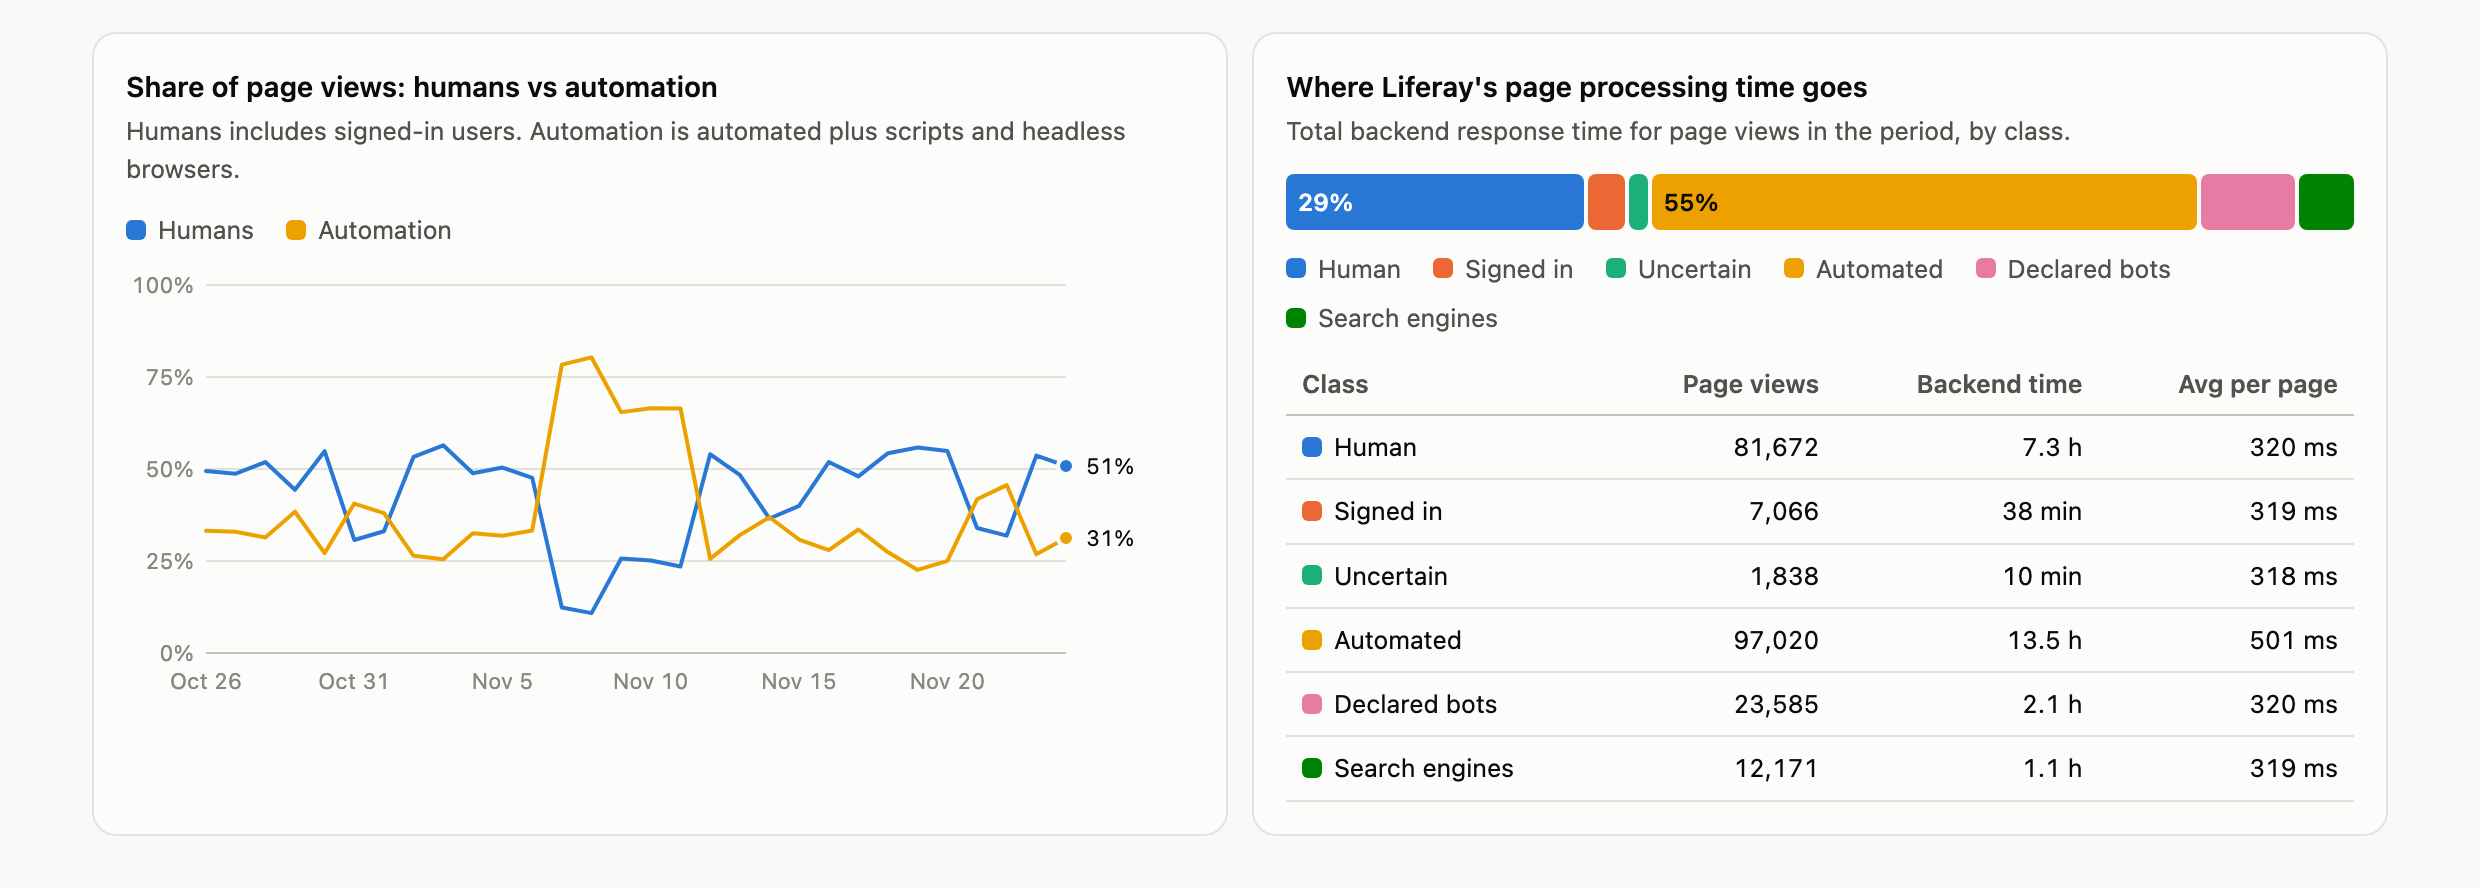 Share of page views: humans vs automation
Humans includes signed-in users. Automation is automated plus scripts and headless
browsers.
Humans
Automation
100%
75%
50%
25%
0%
51%
31%
Oct 26
Oct 31
Nov 5
Nov 10
Nov 15
Nov 20
Where Liferay's page processing time goes
Total backend response time for page views in the period, by class.
29%
55%
Human
Signed in
Uncertain
Automated
Declared bots
Search engines
Class Page views Backend time Avg per page
Human 81,672 7.3 h 320 ms
Signed in 7,066 38 min 319 ms
Uncertain 1,838 10 min 318 ms
Automated 97,020 13.5 h 501 ms
Declared bots 23,585 2.1 h 320 ms
Search engines 12,171 1.1 h 319 ms